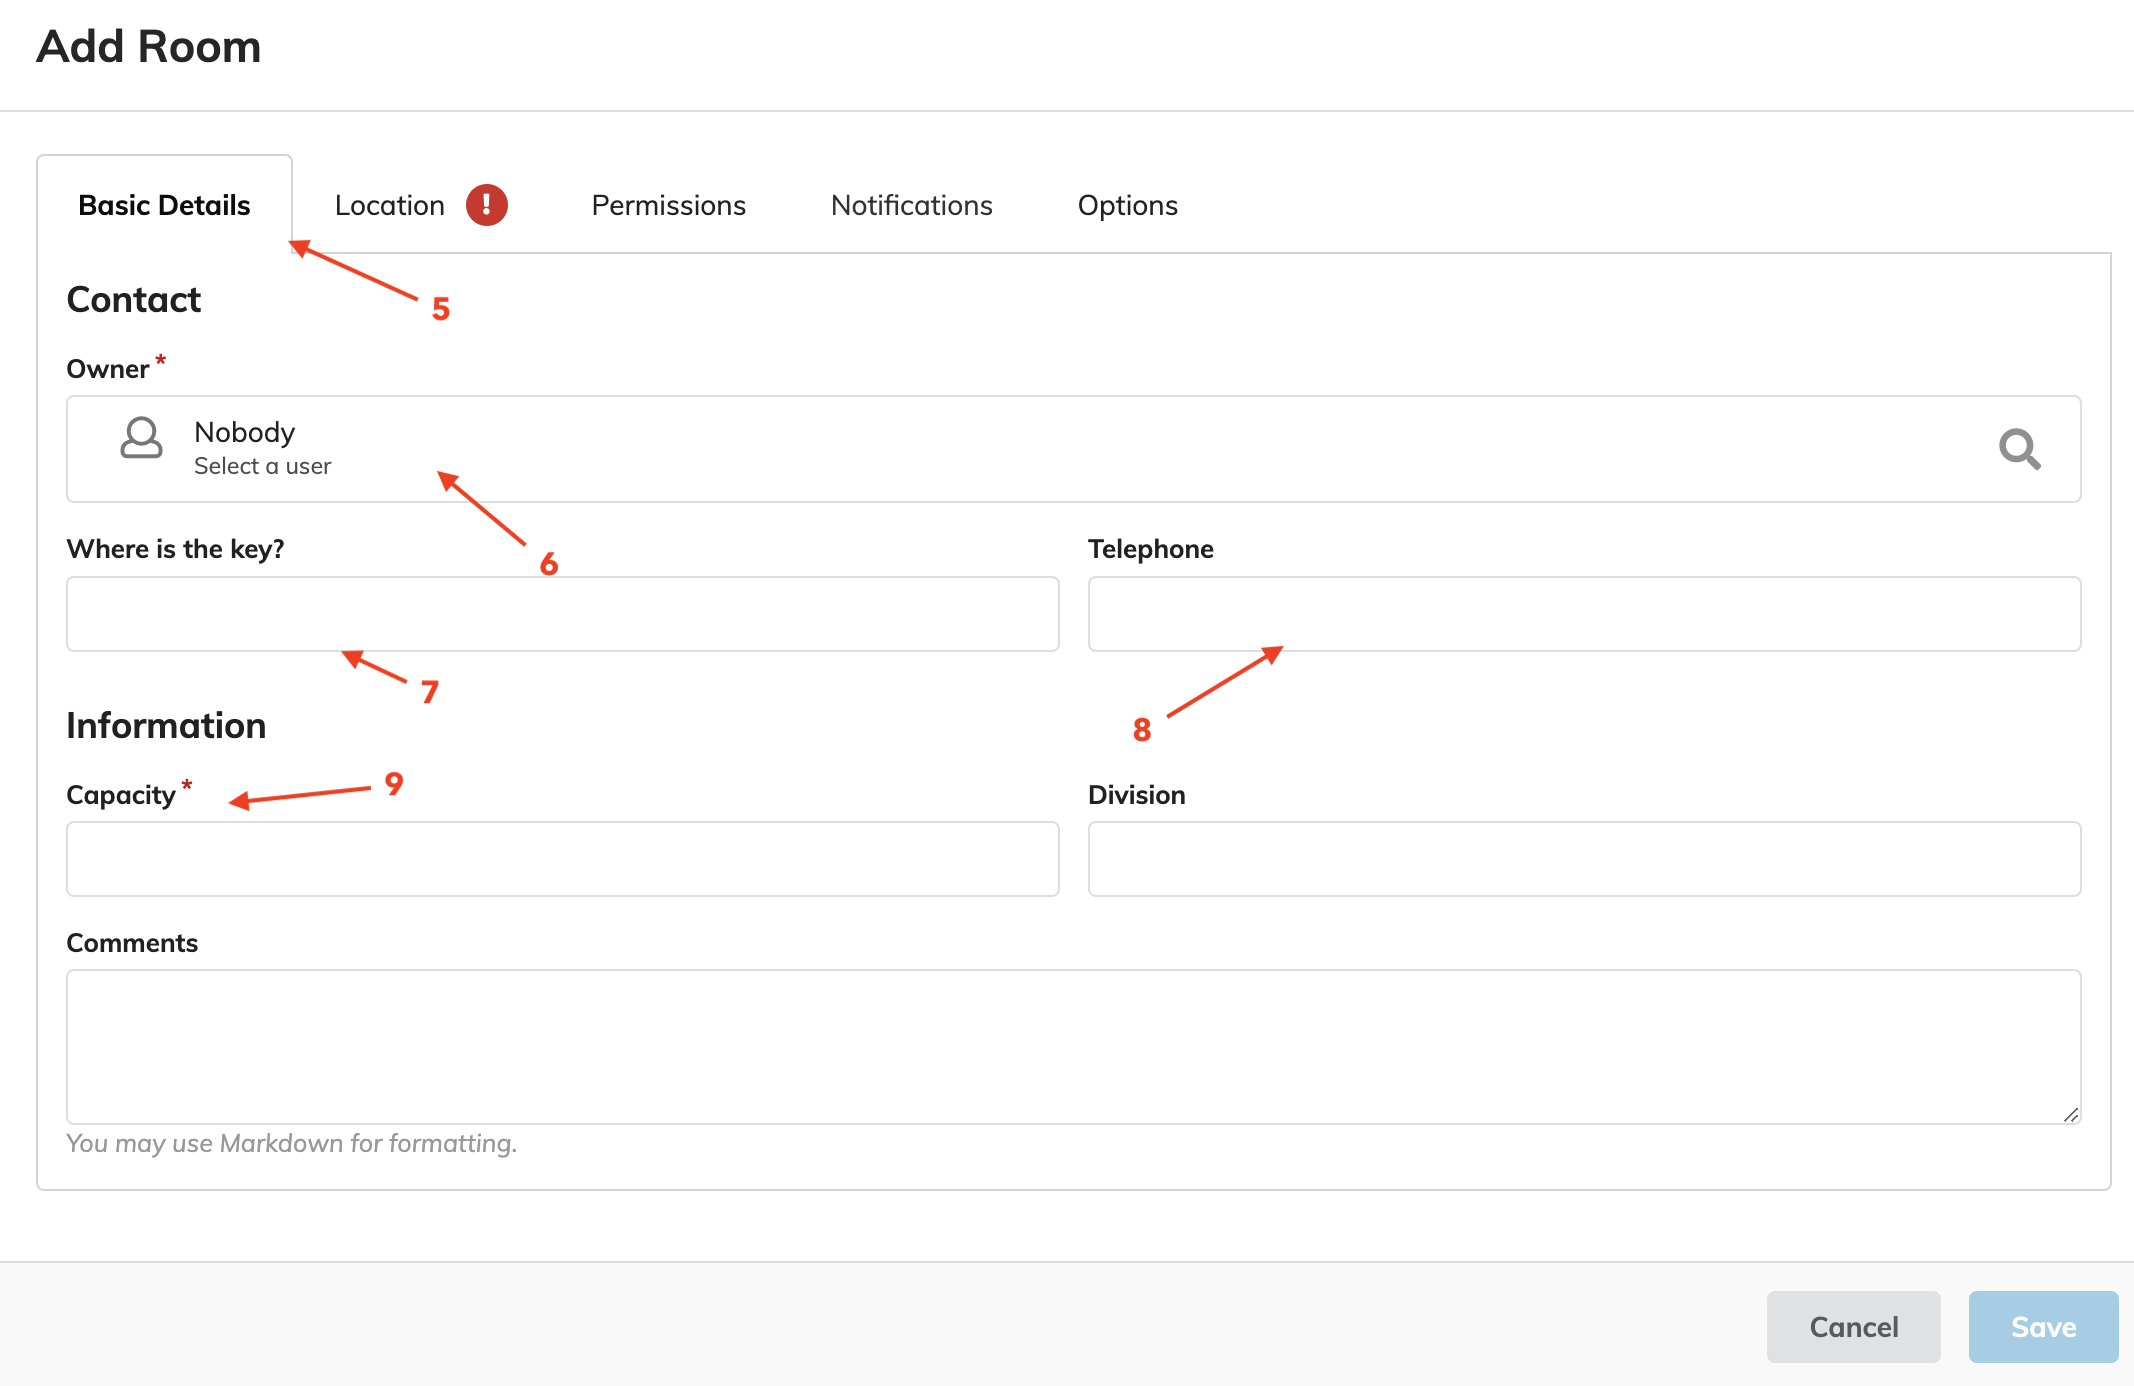 Add Room
Basic Details Location ! Permissions Notifications Options
5
Contact
Owner *
Nobody
Select a user
6
Where is the key? Telephone
7
8
Information
9
Capacity * Division
Comments
You may use Markdown for formatting.
Cancel Save